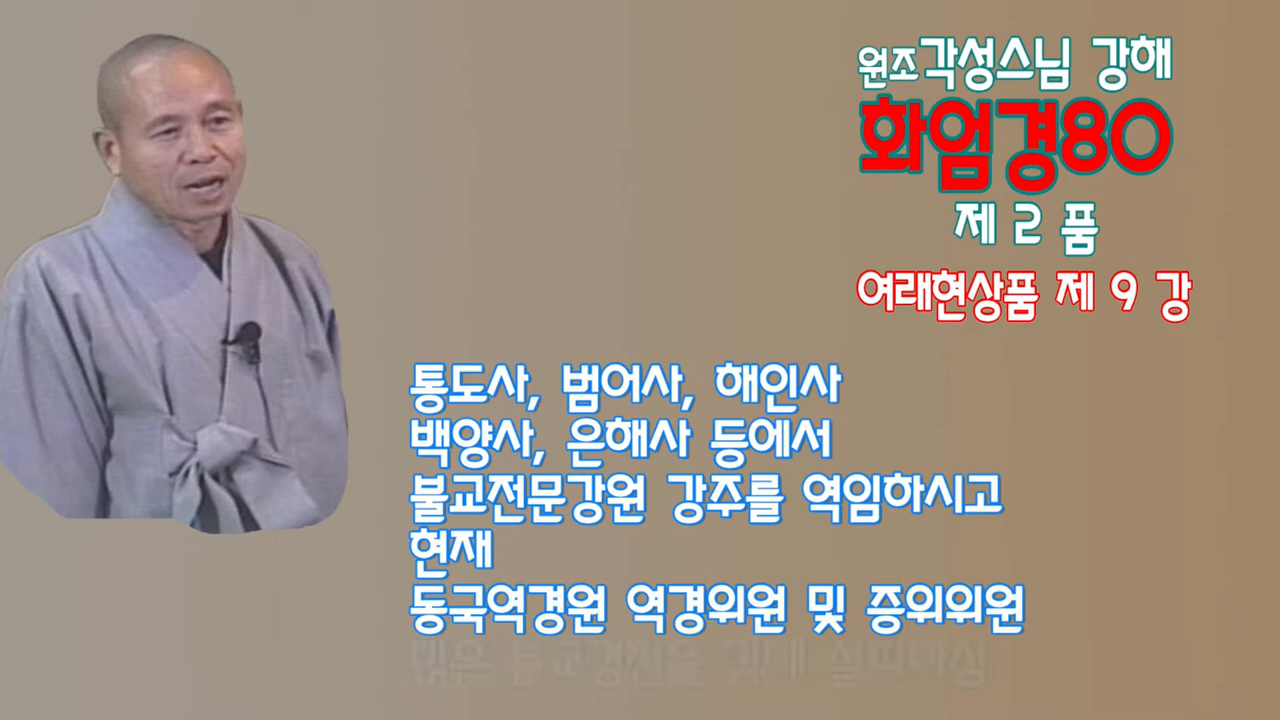 원조각성스님 강해
화엄경80
제 2 품
여래현상품 제 9 강
통도사, 범어사, 해인사
백양사, 은해사 등에서
불교전문강원 강주를 역임하시고
현재
동국역경원 역경위원 및 증위위원